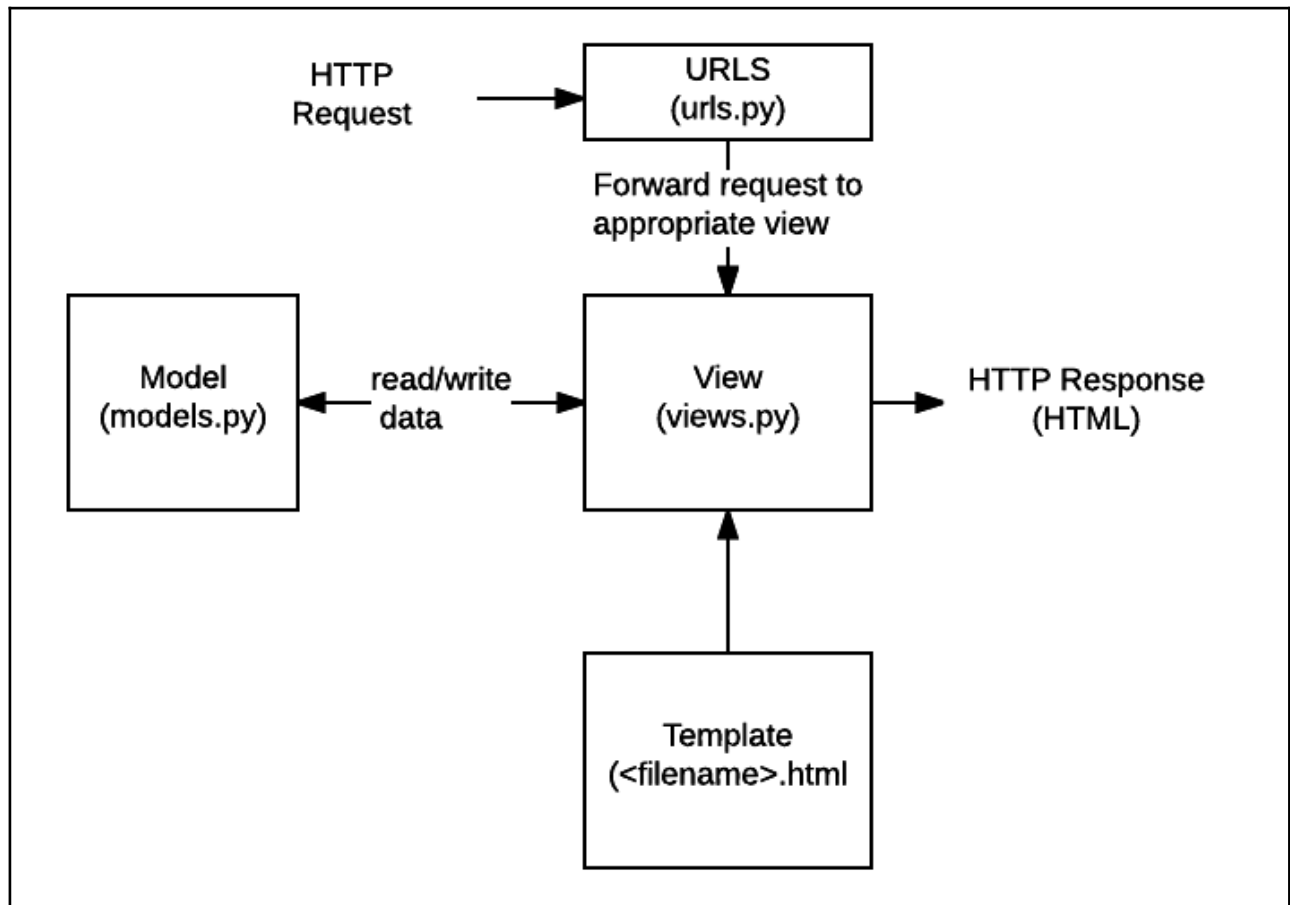 HTTP
Request
URLS
(urls.py)
Forward request to
appropriate view
Model
(models.py)
read/write
data
View
(views.py)
HTTP Response
(HTML)
Template
(<filename>.html